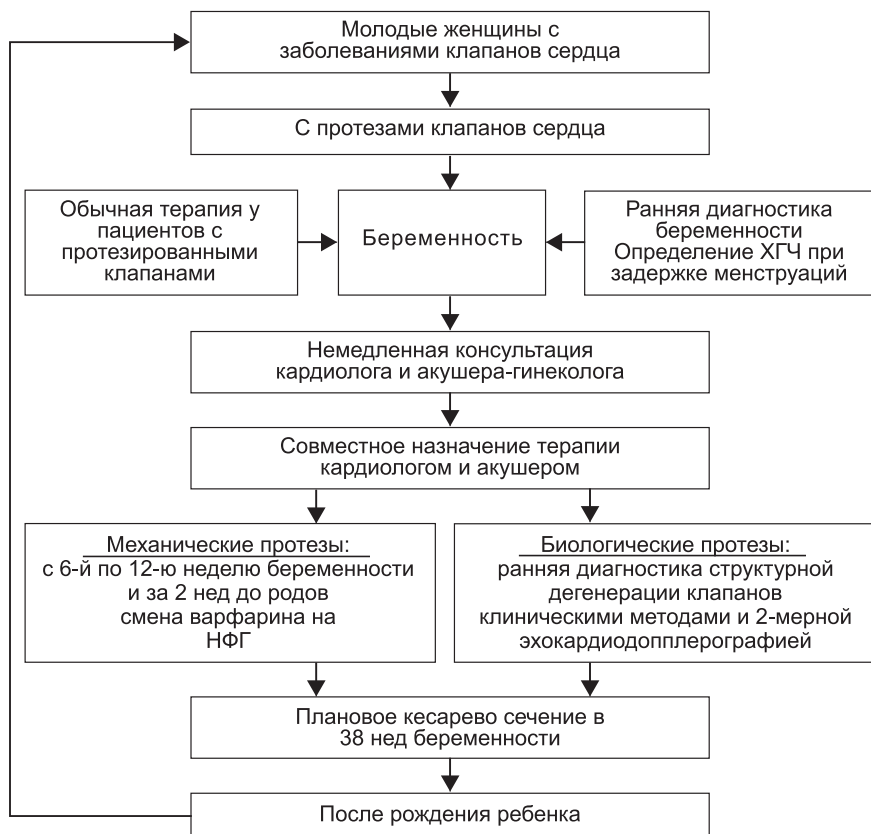 Молодые женщины с
заболеваниями клапанов сердца
С протезами клапанов сердца
Обычная терапия у
пациентов с
протезированными
клапанами
Беременность
Ранняя диагностика
беременности
Определение ХГЧ при
задержке менструаций
Немедленная консультация
кардиолога и акушера-гинеколога
Совместное назначение терапии
кардиологом и акушером
Механические протезы:
с 6-й по 12-ю неделю беременности
и за 2 нед до родов
смена варфарина на
НФГ
Биологические протезы:
ранняя диагностика структурной
дегенерации клапанов
клиническими методами и 2-мерной
эхокардиодопплерографией
Плановое кесарево сечение в
38 нед беременности
После рождения ребенка